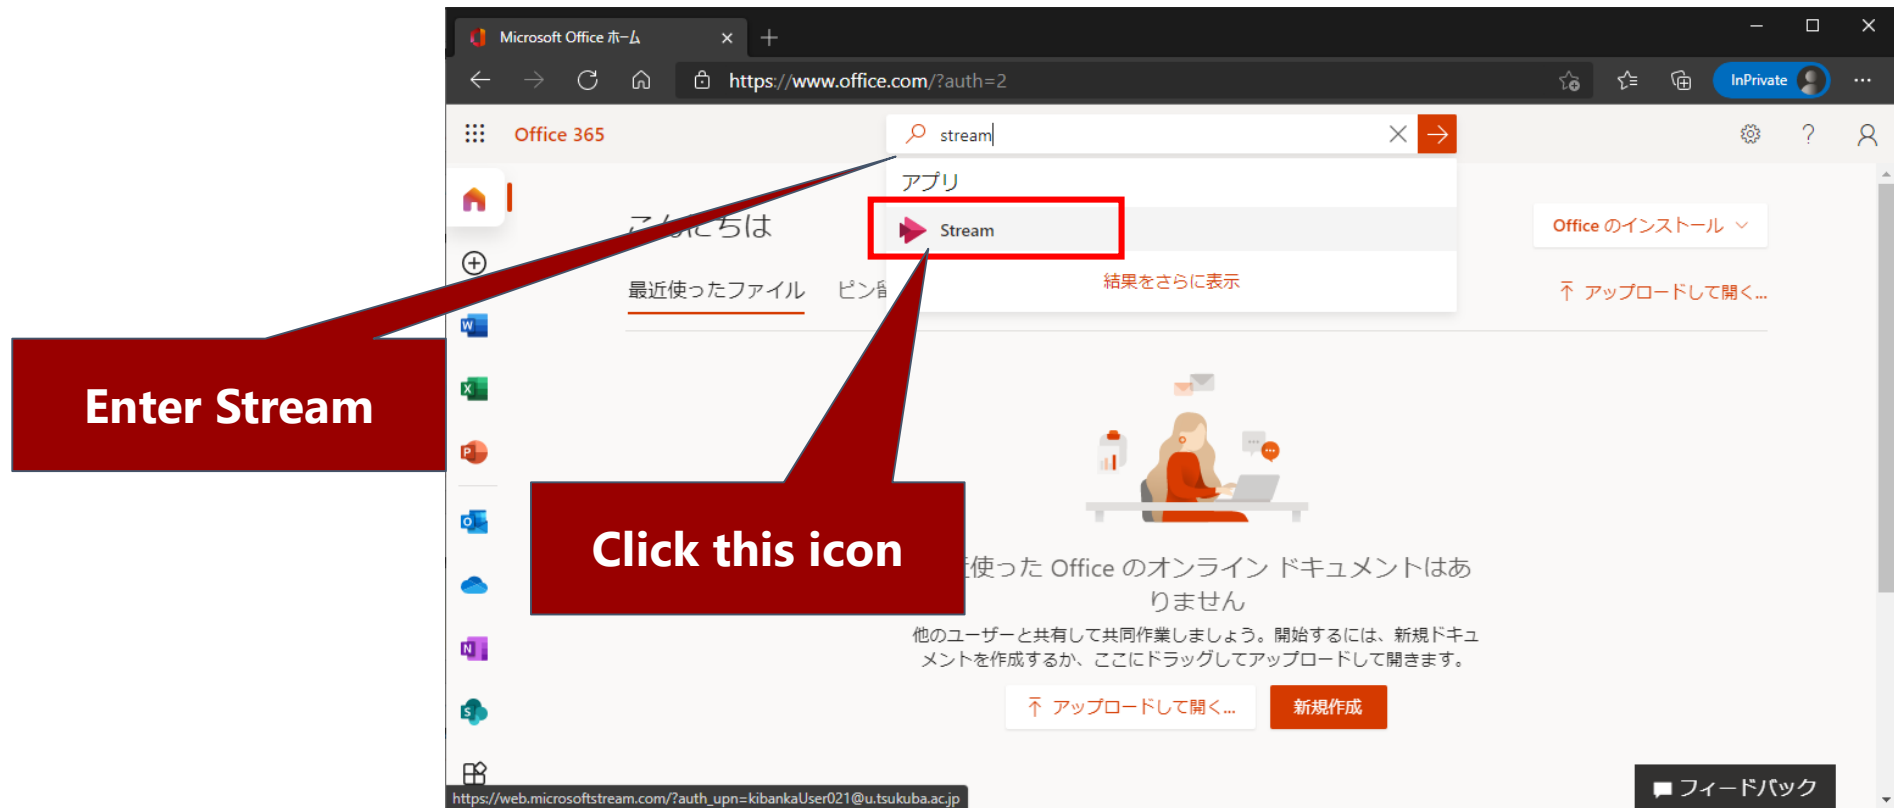 Microsoft Office ホーム
https://www.office.com/?auth=2
InPrivate
Office 365
stream
アプリ
Stream
結果をさらに表示
こんにちは
Office のインストール
最近使ったファイル
ピン
アップロードして開く...
Enter Stream
Click this icon
使った Office のオンライン ドキュメントはあ
りません
他のユーザーと共有して共同作業しましょう。開始するには、新規ドキュ
メントを作成するか、ここにドラッグしてアップロードして開きます。
アップロードして開く...
新規作成
フィードバック
https://web.microsoftstream.com/?auth_upn=kibankaUser021@u.tsukuba.ac.jp